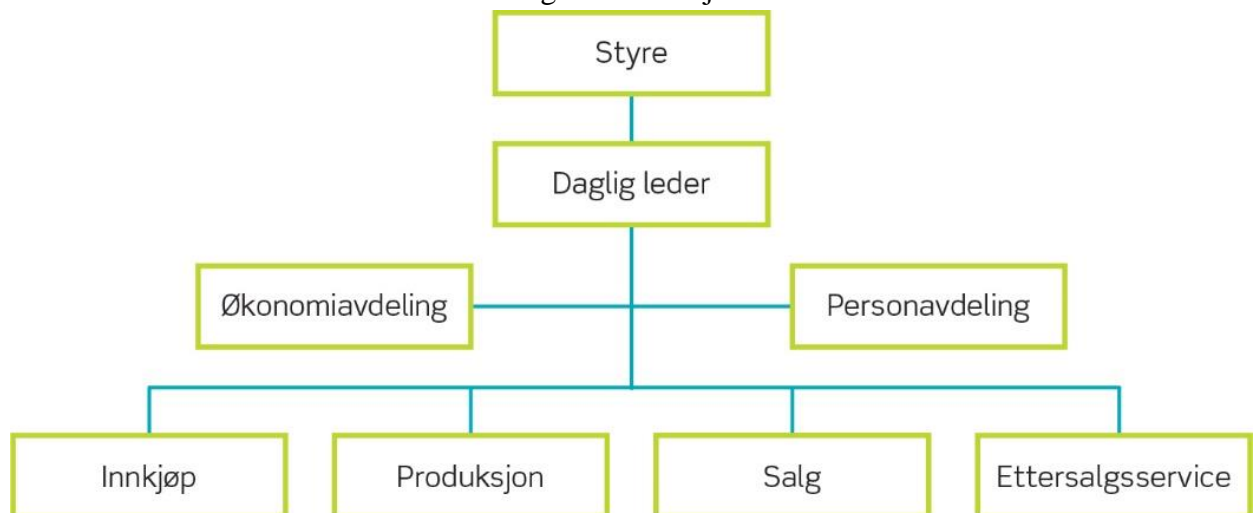 Styre
Daglig leder
Økonomiavdeling
Personavdeling
Innkjøp
Produksjon
Salg
Ettersalgsservice